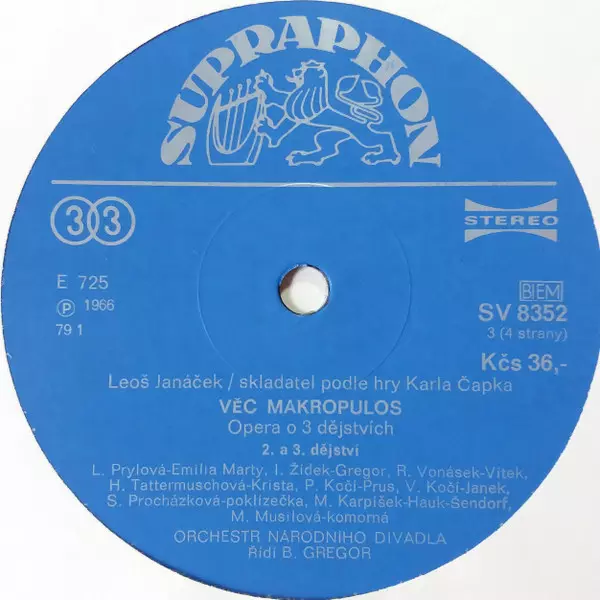 SUPRAPHON
33
STEREO
E 725
℗ 1966
79 1
BIEM
SV 8352
3 (4 strany)
Kčs 36,-
Leoš Janáček / skladatel podle hry Karla Čapka
VĚC MAKROPULOS
Opera o 3 dějstvích
2. a 3. dějství
L. Prylová-Emilia Marty, I. Žídek-Gregor, R. Vonásek-Vítek,
H. Tattermuschová-Krista, P. Kočí-Prus, V. Kočí-Janek,
S. Procházková-poklizečka, M. Karpíšek-Hauk-Šendorf,
M. Musilová-komorná
ORCHESTR NÁRODNÍHO DIVADLA
Řídí B. GREGOR